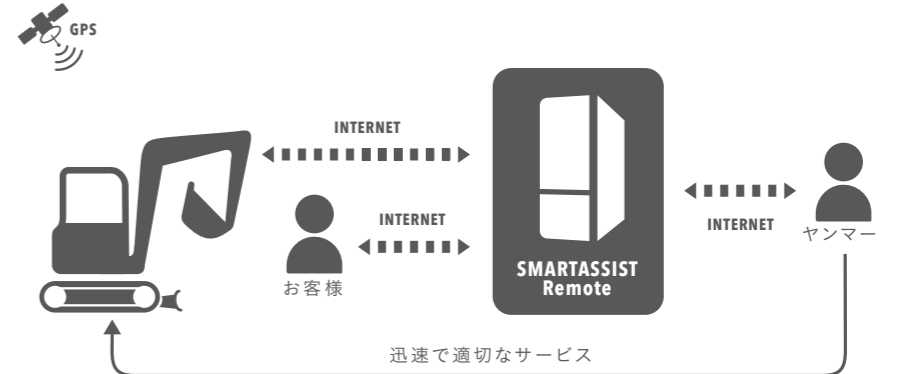 GPS
INTERNET
INTERNET
お客様
SMARTASSIST
Remote
INTERNET
ヤンマー
迅速で適切なサービス